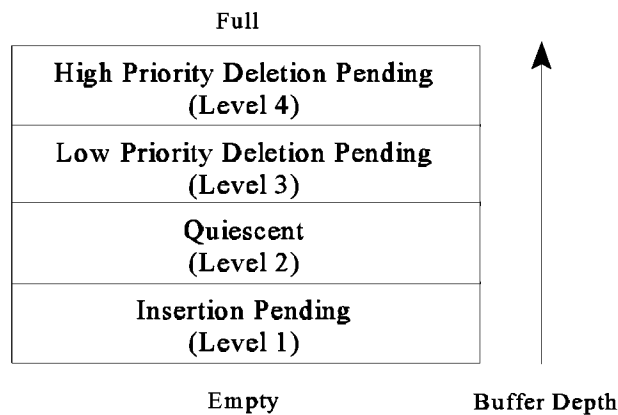 Full
High Priority Deletion Pending
(Level 4)
Low Priority Deletion Pending
(Level 3)
Quiescent
(Level 2)
Insertion Pending
(Level 1)
Empty
Buffer Depth